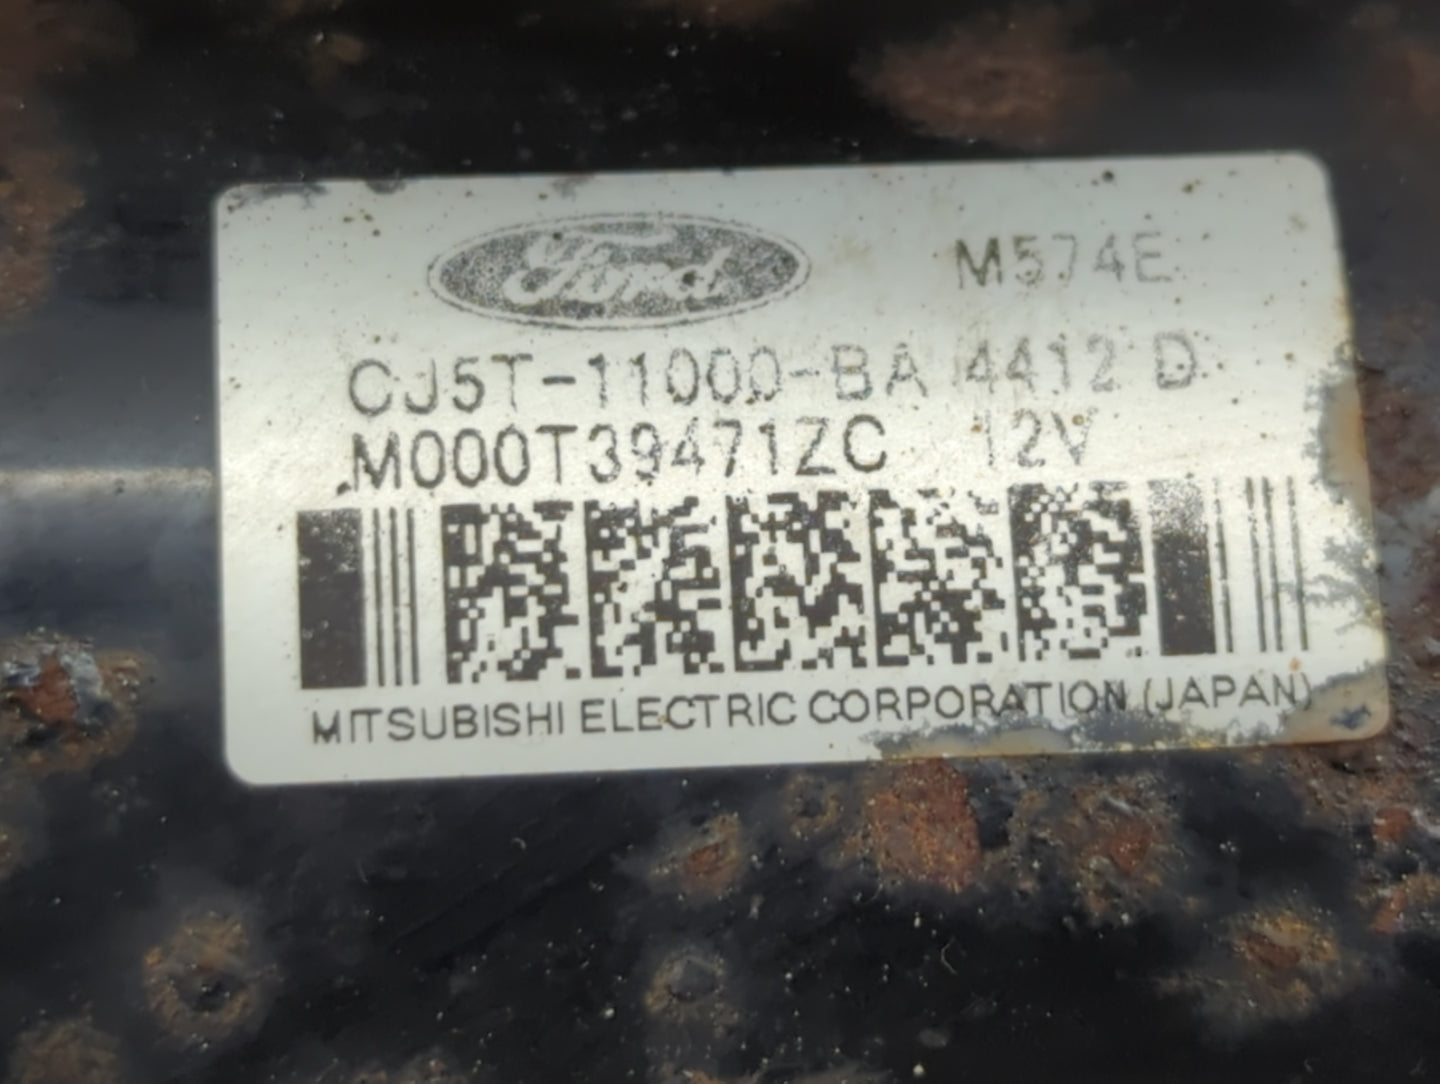 Ford M574E
CJ5T-11000-BA 4412 D
M000T39471ZC 12V
MITSUBISHI ELECTRIC CORPORATION (JAPAN)